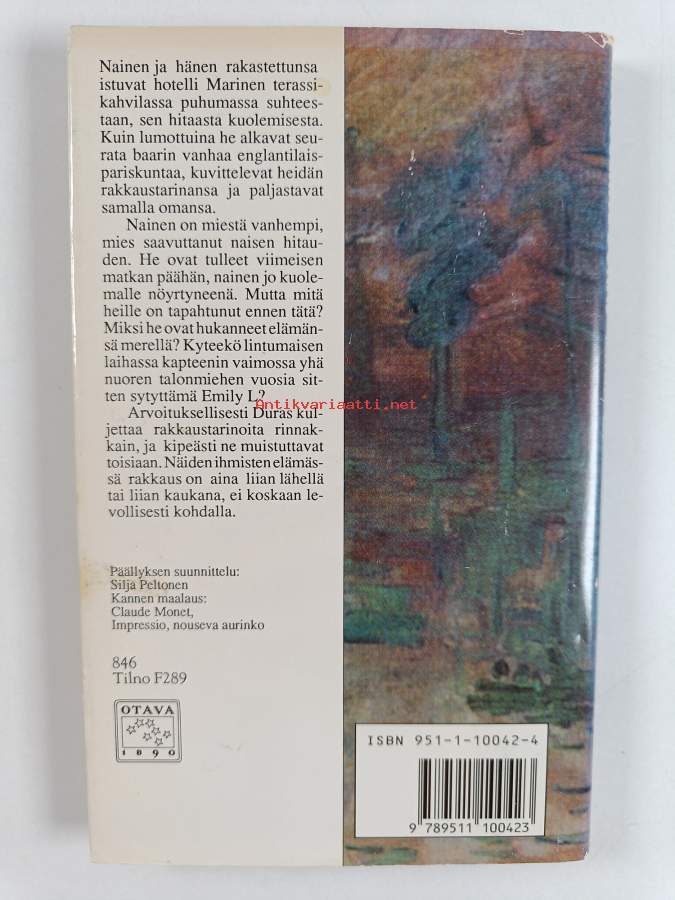 Nainen ja hänen rakastettunsa
istuvat hotelli Marinen terassi-
kahvilassa puhumassa suhtees-
taan, sen hitaasta kuolemisesta.
Kuin lumottuina he alkavat seu-
rata baarin vanhaa englantilais-
pariskuntaa, kuvittelevat heidän
rakkaustarinansa ja paljastavat
samalla omansa.
Nainen on miestä vanhempi,
mies saavuttanut naisen hitau-
den. He ovat tulleet viimeisen
matkan päähän, nainen jo kuole-
malle nöyrtyneenä. Mutta mitä
heille on tapahtunut ennen tätä?
Miksi he ovat hukanneet elämän-
sä merellä? Kyteekö lintumaisen
laihassa kapteenin vaimossa yhä
nuoren talonmiehen vuosia sit-
ten sytyttämä Emily L?
Antikvariaatti.net
Arvoituksellisesti Duras kul-
jettaa rakkaustarinoita rinnak-
kain, ja kipeästi ne muistuttavat
toisiaan. Näiden ihmisten elämäs-
sä rakkaus on aina liian lähellä
tai liian kaukana, ei koskaan le-
vollisesti kohdalla.
Päällyksen suunnittelu:
Silja Peltonen
Kannen maalaus:
Claude Monet,
Impressio, nouseva aurinko
846
Tilno F289
OTAVA
1890
ISBN 951-1-10042-4
9 789511 100423